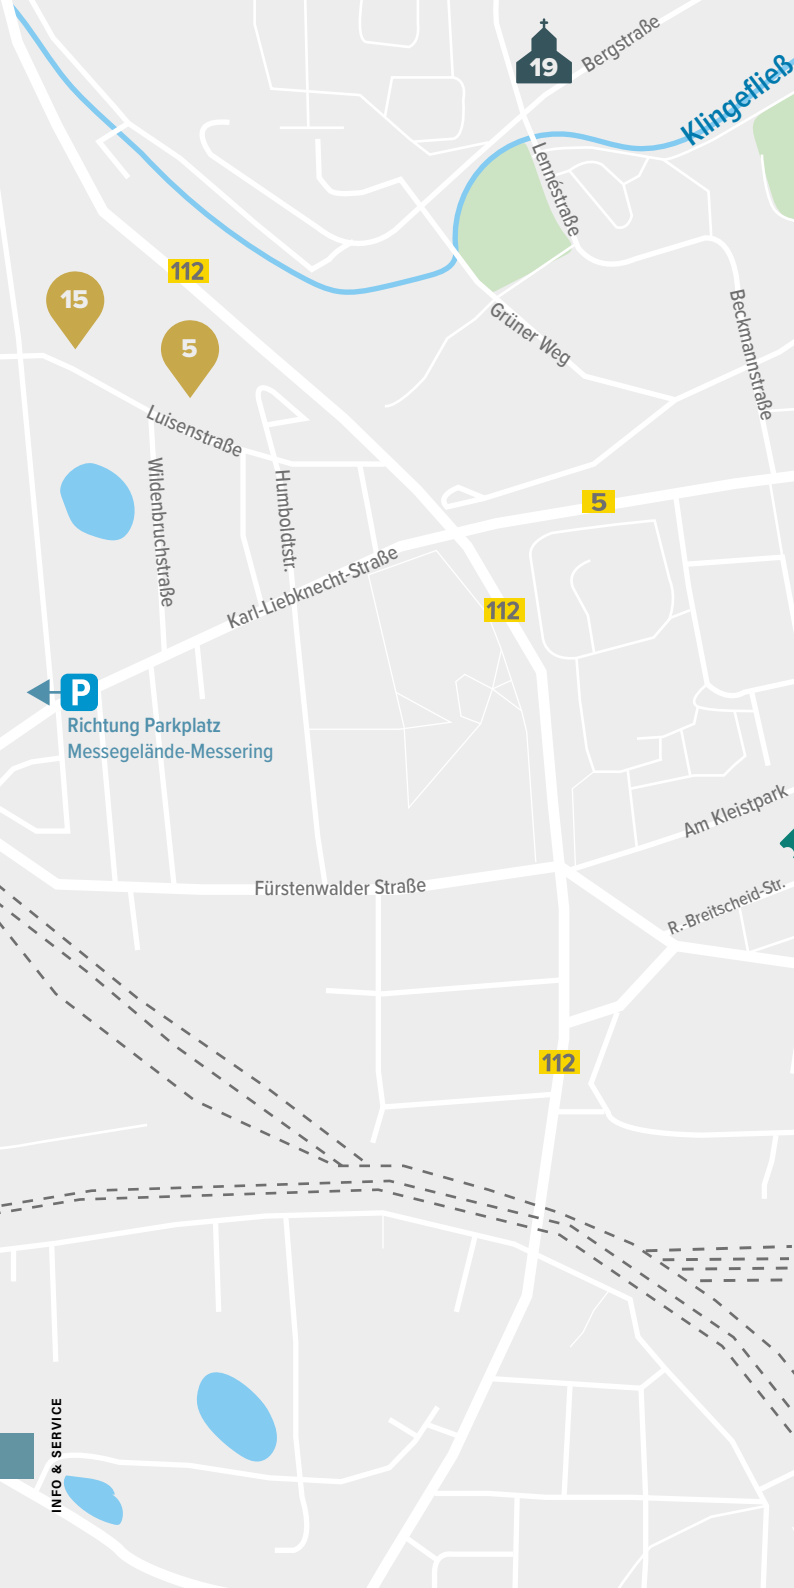 19
Bergstraße
Klingefließ
Lennéstraße
112
15
5
Grüner Weg
Beckmannstraße
Luisenstraße
Wildenbruchstraße
Humboldtstr.
5
Karl-Liebknecht-Straße
112
P
Richtung Parkplatz
Messegelände-Messering
Am Kleistpark
Fürstenwalder Straße
R.-Breitscheid-Str.
112
INFO & SERVICE